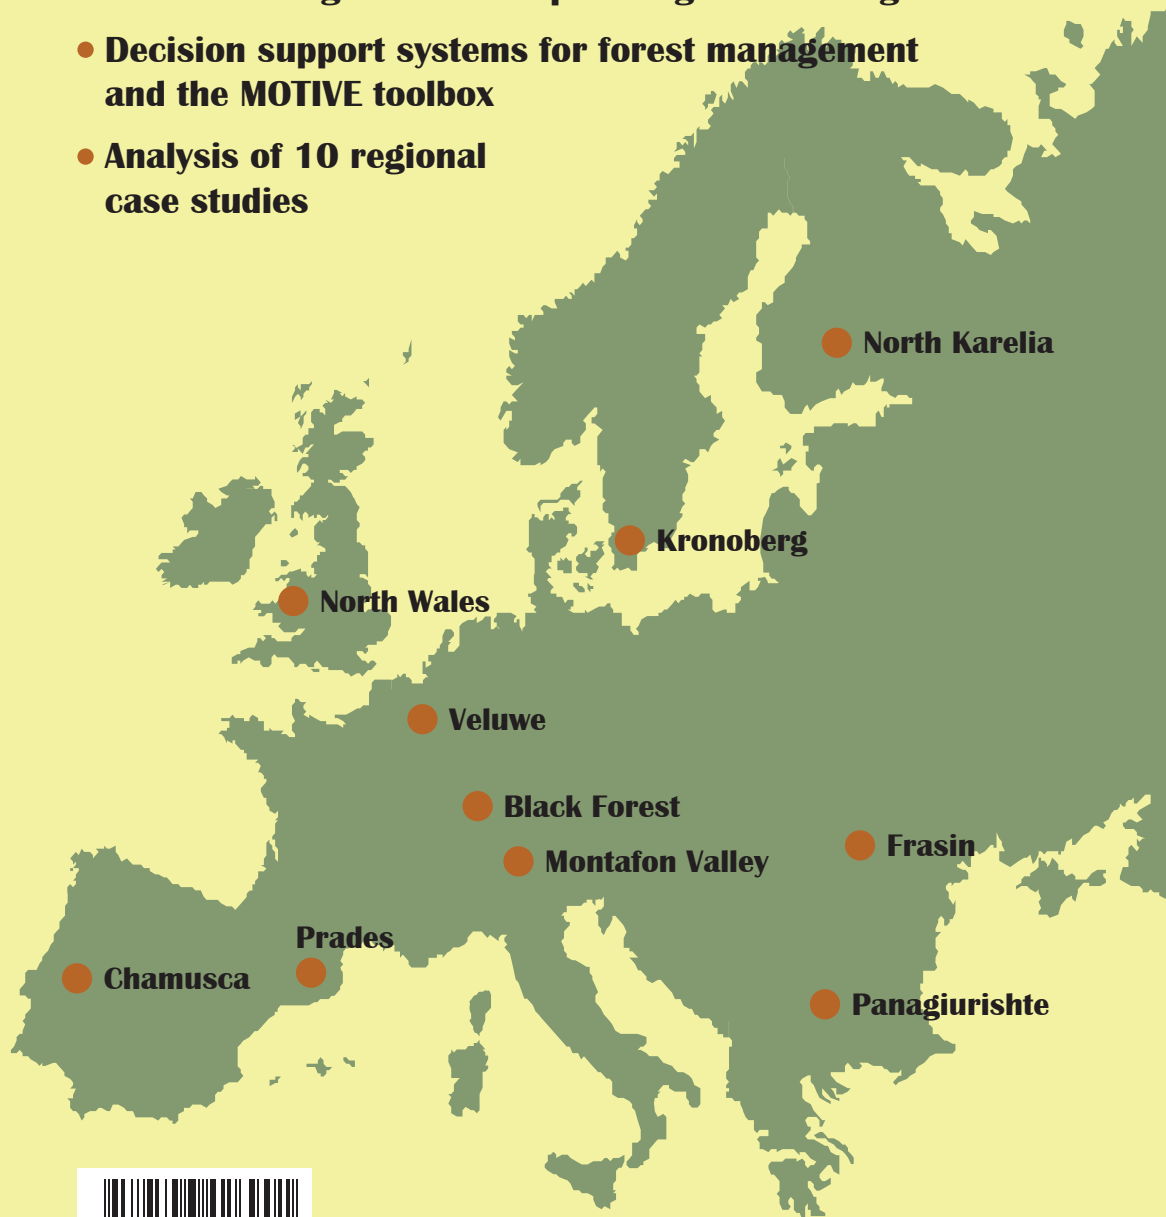 Decision support systems for forest management
and the MOTIVE toolbox
Analysis of 10 regional
case studies
North Karelia
Kronoberg
North Wales
Veluwe
Black Forest
Frasin
Montafon Valley
Prades
Chamusca
Panagiurishte